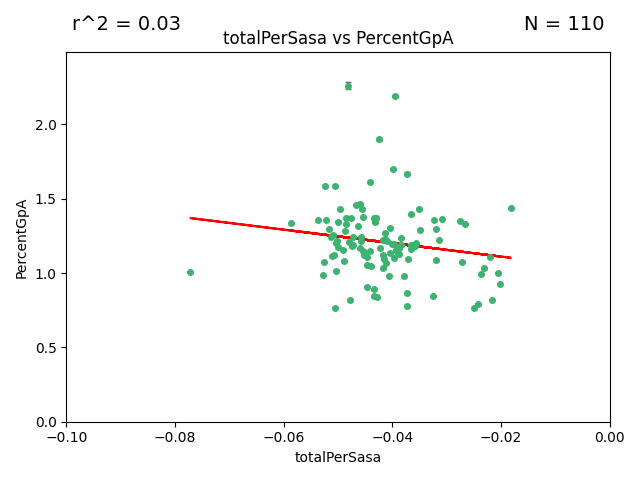 r^2 = 0.03
N = 110
totalPerSasa vs PercentGpA
PercentGpA
2.0
1.5
1.0
0.5
0.0
−0.10
−0.08
−0.06
−0.04
−0.02
0.00
totalPerSasa